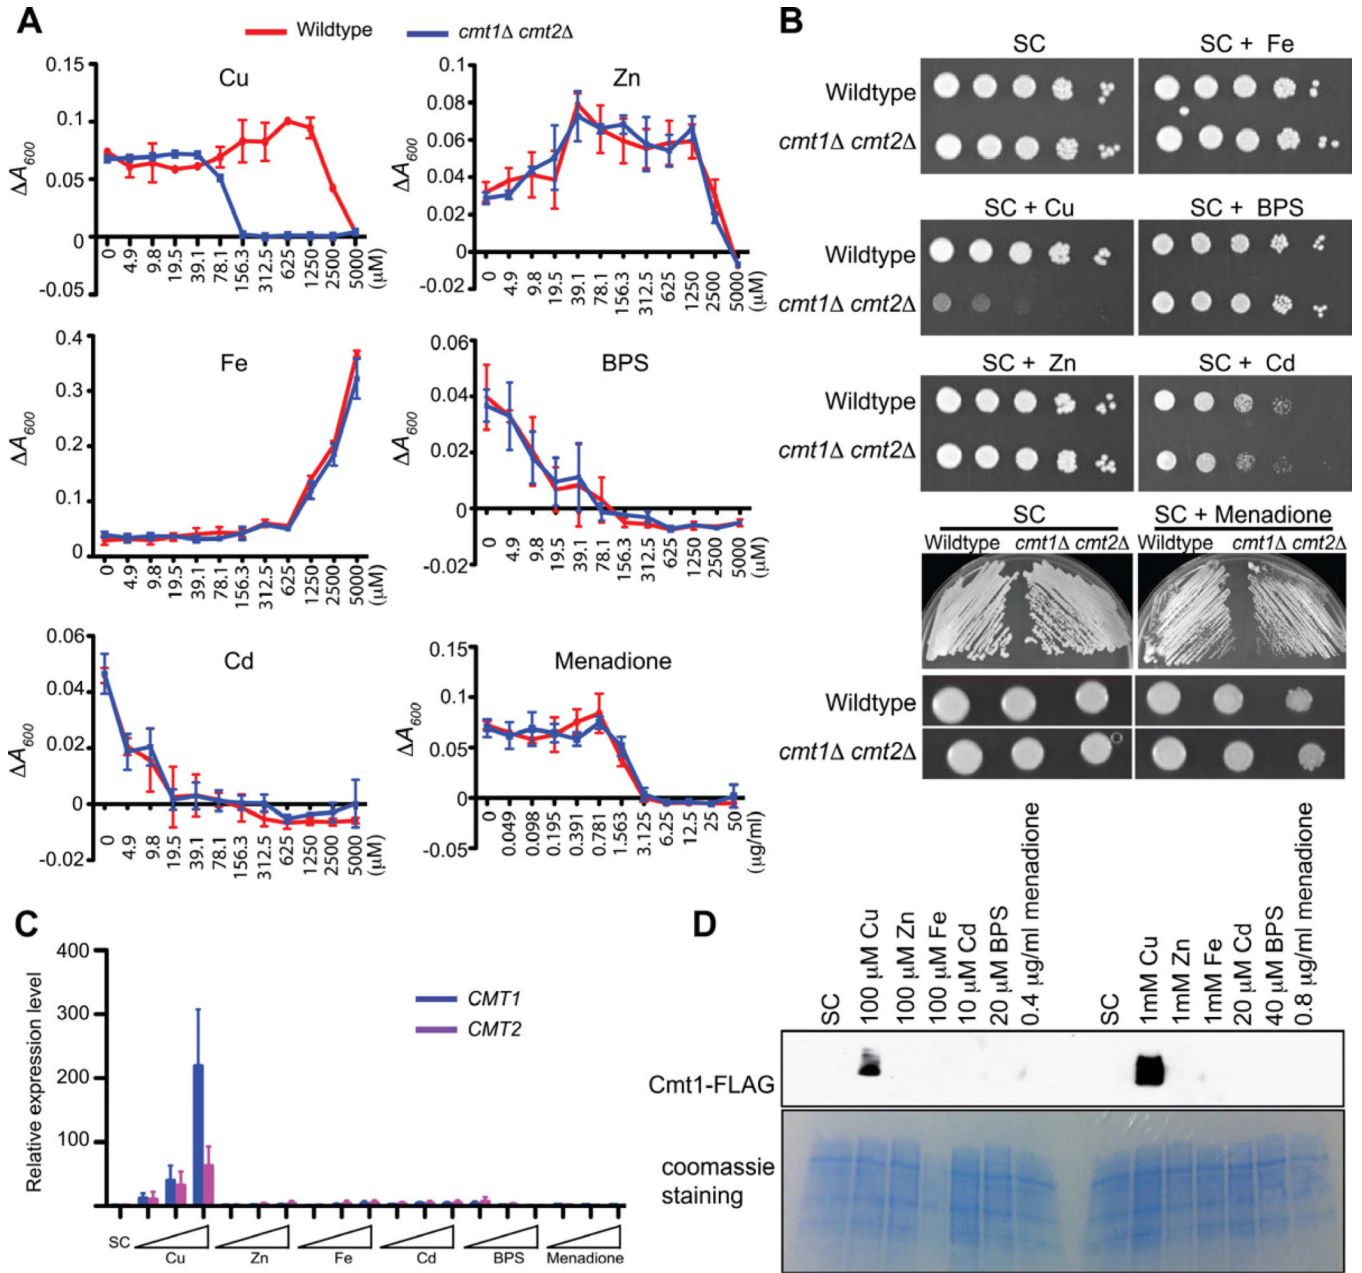 A
Wildtype cmt1Δ cmt2Δ
Cu
ΔA600
0.15
0.1
0.05
0
-0.05
0 4.9 9.8 19.5 39.1 78.1 156.3 312.5 625 1250 2500 5000 (μM)
Zn
ΔA600
0.1
0.08
0.06
0.04
0.02
0
-0.02
0 4.9 9.8 19.5 39.1 78.1 156.3 312.5 625 1250 2500 5000 (μM)
Fe
ΔA600
0.4
0.3
0.2
0.1
0
0 4.9 9.8 19.5 39.1 78.1 156.3 312.5 625 1250 2500 5000 (μM)
BPS
ΔA600
0.06
0.04
0.02
0
-0.02
0 4.9 9.8 19.5 39.1 78.1 156.3 312.5 625 1250 2500 5000 (μM)
Cd
ΔA600
0.06
0.04
0.02
0
-0.02
0 4.9 9.8 19.5 39.1 78.1 156.3 312.5 625 1250 2500 5000 (μM)
Menadione
ΔA600
0.15
0.1
0.05
0
-0.05
0 0.049 0.098 0.195 0.391 0.781 1.563 3.125 6.25 12.5 25 50 (μg/ml)
B
SC SC + Fe
Wildtype
cmt1Δ cmt2Δ
SC + Cu SC + BPS
Wildtype
cmt1Δ cmt2Δ
SC + Zn SC + Cd
Wildtype
cmt1Δ cmt2Δ
SC SC + Menadione
Wildtype cmt1Δ cmt2Δ Wildtype cmt1Δ cmt2Δ
Wildtype
cmt1Δ cmt2Δ
C
Relative expression level
400
300
200
100
CMT1
CMT2
SC Cu Zn Fe Cd BPS Menadione
D
SC
100 μM Cu
100 μM Zn
100 μM Fe
10 μM Cd
20 μM BPS
0.4 μg/ml menadione
SC
1mM Cu
1mM Zn
1mM Fe
20 μM Cd
40 μM BPS
0.8 μg/ml menadione
Cmt1-FLAG
coomassie
staining